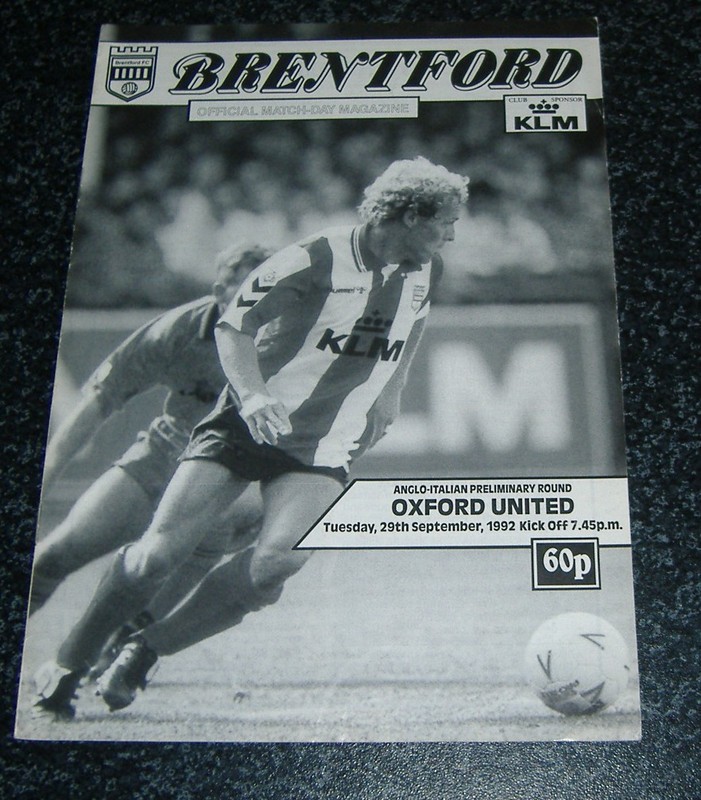 Brentford FC
BRENTFORD
OFFICIAL MATCH-DAY MAGAZINE
CLUB SPONSOR
KLM
KLM
LM
ANGLO-ITALIAN PRELIMINARY ROUND
OXFORD UNITED
Tuesday, 29th September, 1992 Kick Off 7.45p.m.
60p